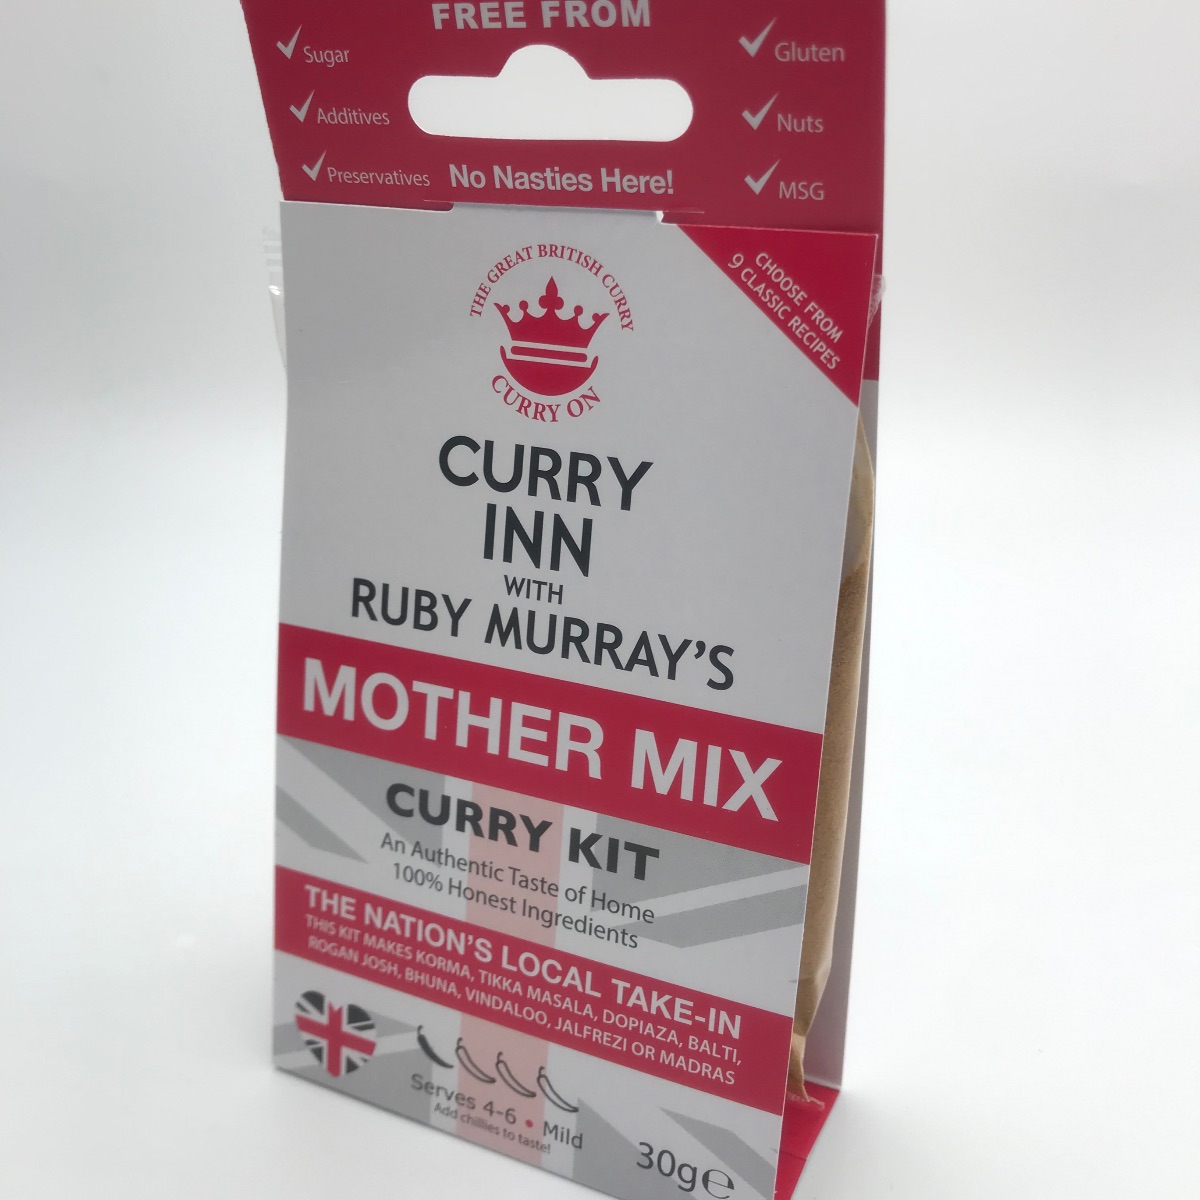 FREE FROM
Sugar
Additives
Preservatives
Gluten
Nuts
MSG
No Nasties Here!
CHOOSE FROM
9 CLASSIC RECIPES
THE GREAT BRITISH CURRY
CURRY ON
CURRY
INN
WITH
RUBY MURRAY'S
MOTHER MIX
CURRY KIT
An Authentic Taste of Home
100% Honest Ingredients
THE NATION'S LOCAL TAKE-IN
THIS KIT MAKES KORMA, TIKKA MASALA, DOPIAZA, BALTI,
ROGAN JOSH, BHUNA, VINDALOO, JALFREZI OR MADRAS
Serves 4-6 • Mild
Add chillies to taste!
30g℮